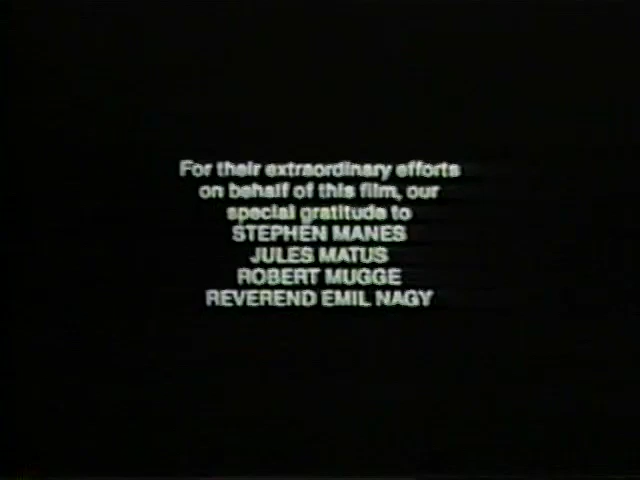 For their extraordinary efforts
on behalf of this film, our
special gratitude to
STEPHEN MANES
JULES MATUS
ROBERT MUGGE
REVEREND EMIL NAGY